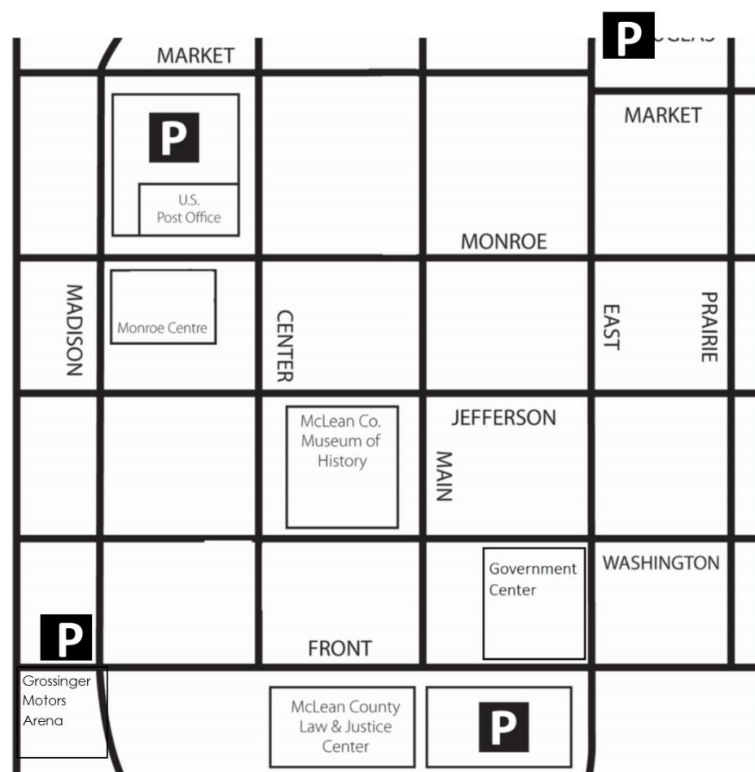 P
MARKET
MARKET
P
U.S.
Post Office
MONROE
MADISON
Monroe Centre
CENTER
EAST
PRAIRIE
McLean Co.
Museum of
History
JEFFERSON
MAIN
Government
Center
WASHINGTON
P
FRONT
Grossinger
Motors
Arena
McLean County
Law & Justice
Center
P